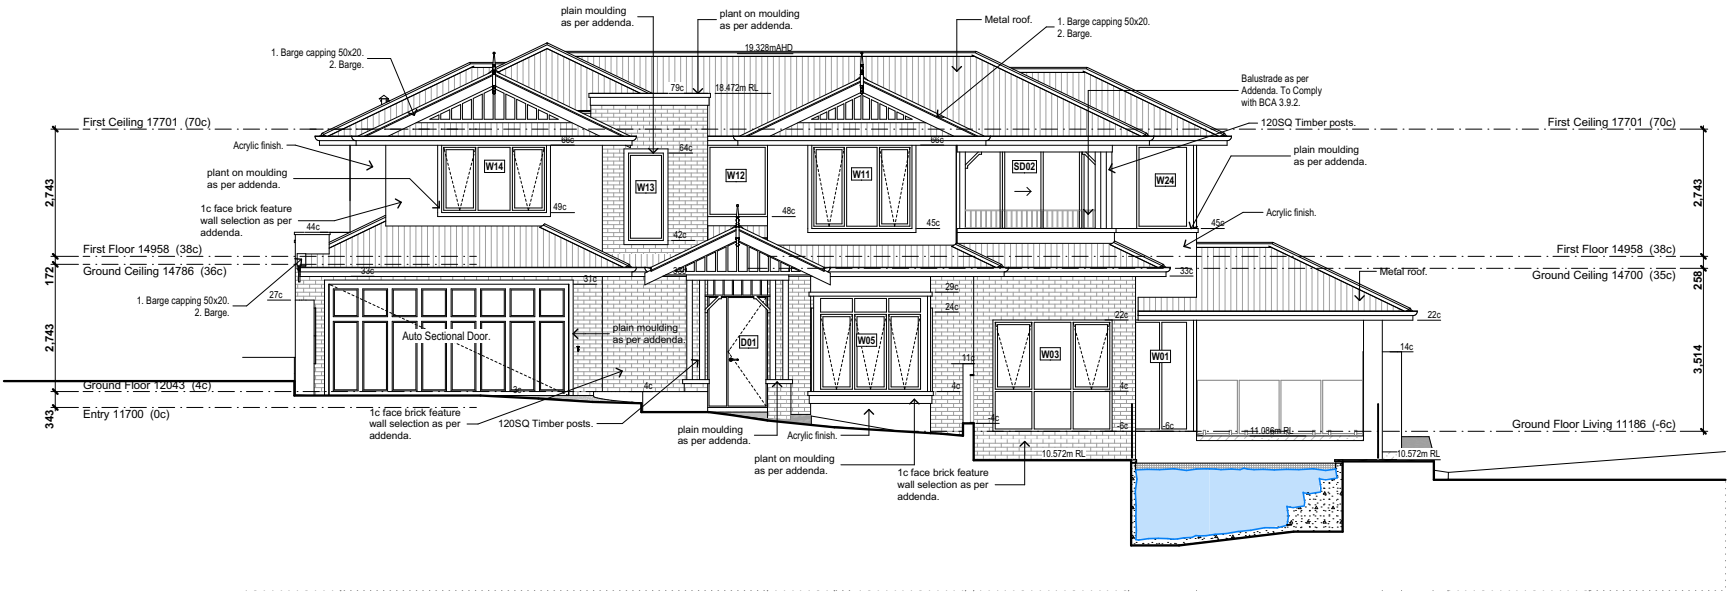 plain moulding
as per addenda.
plant on moulding
as per addenda.
Metal roof.
1. Barge capping 50x20.
2. Barge.
1. Barge capping 50x20.
2. Barge.
19.328mAHD
79c
18.472m RL
Balustrade as per
Addenda. To Comply
with BCA 3.9.2.
First Ceiling 17701 (70c)
First Ceiling 17701 (70c)
120SQ Timber posts.
Acrylic finish.
66c
64c
66c
plain moulding
as per addenda.
plant on moulding
as per addenda.
W14
W13
W12
W11
SD02
W24
2,743
2,743
1c face brick feature
wall selection as per
addenda.
49c
48c
45c
45c
Acrylic finish.
44c
42c
First Floor 14958 (38c)
First Floor 14958 (38c)
172
Ground Ceiling 14786 (36c)
33c
33c
Ground Ceiling 14700 (35c)
258
Metal roof.
31c
29c
27c
1. Barge capping 50x20.
2. Barge.
24c
22c
22c
plain moulding
as per addenda.
Auto Sectional Door.
D01
W05
W03
W01
14c
11c
2,743
3,514
Ground Floor 12043 (4c)
4c
4c
4c
343
Entry 11700 (0c)
1c face brick feature
wall selection as per
addenda.
120SQ Timber posts.
plain moulding
as per addenda.
Acrylic finish.
-4c
-6c
-6c
11.086m RL
Ground Floor Living 11186 (-6c)
plant on moulding
as per addenda.
10.572m RL
10.572m RL
1c face brick feature
wall selection as per
addenda.